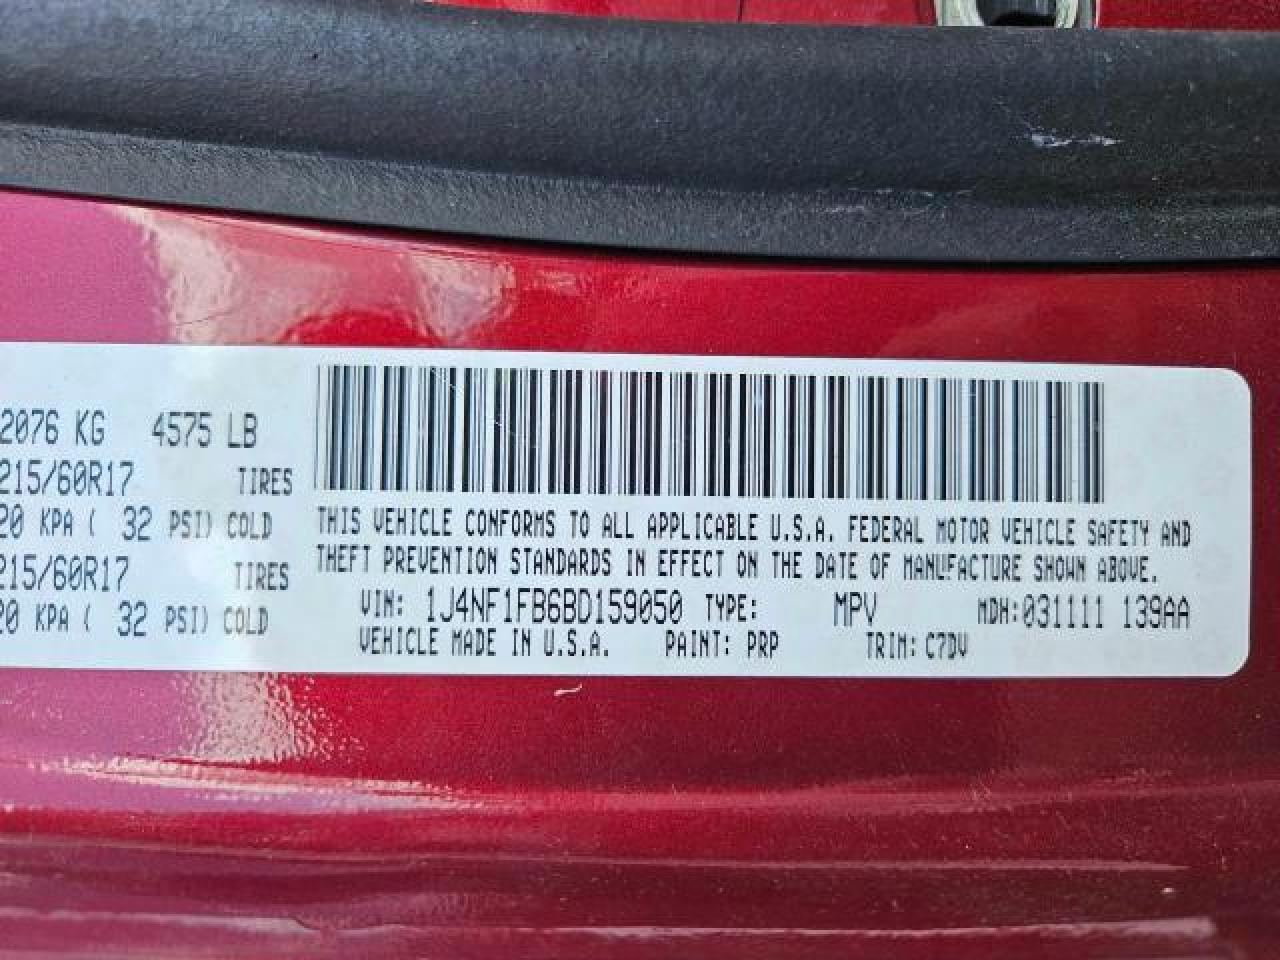 2076 KG 4575 LB
215/60R17 TIRES
20 KPA ( 32 PSI) COLD
215/60R17 TIRES
20 KPA ( 32 PSI) COLD
THIS VEHICLE CONFORMS TO ALL APPLICABLE U.S.A. FEDERAL MOTOR VEHICLE SAFETY AND
THEFT PREVENTION STANDARDS IN EFFECT ON THE DATE OF MANUFACTURE SHOWN ABOVE.
VIN: 1J4NF1FB6BD159050 TYPE: MPV MDH:031111 139AA
VEHICLE MADE IN U.S.A. PAINT: PRP TRIM: C7DV